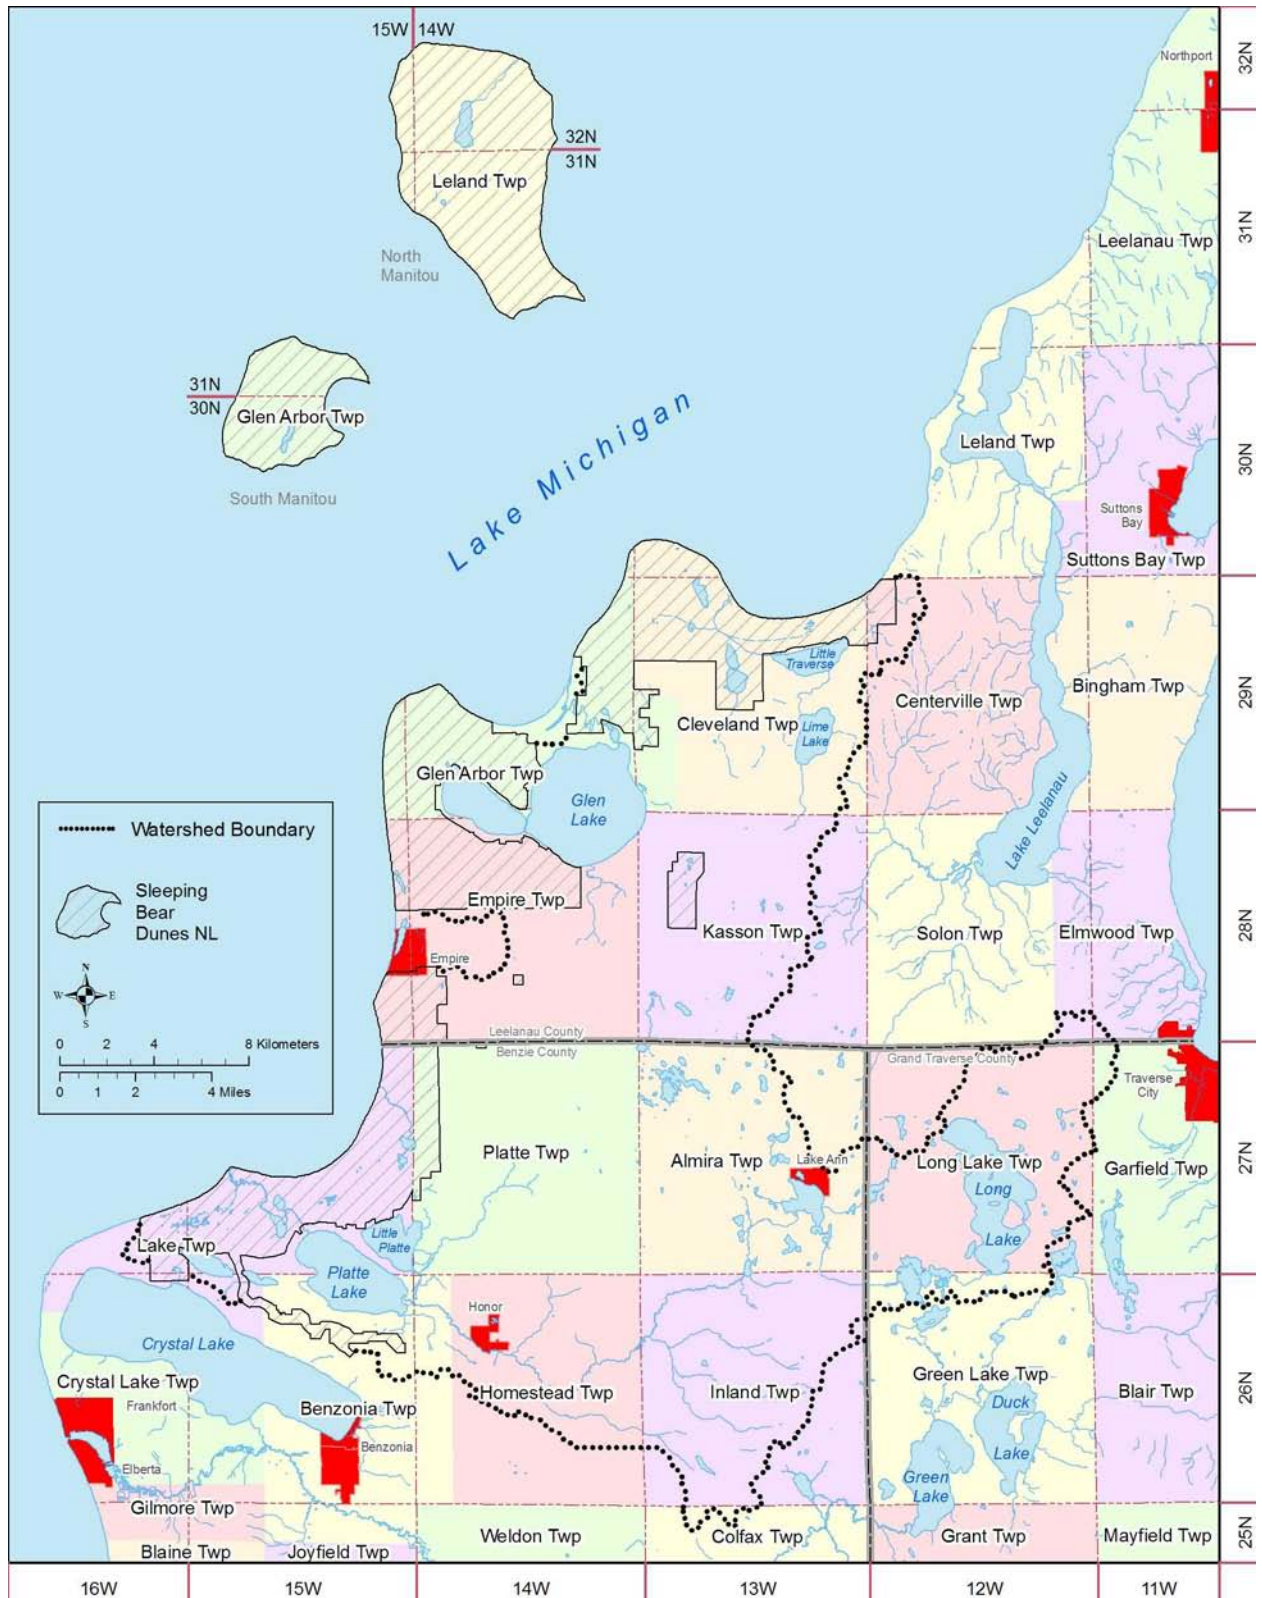 15W 14W
Northport
32N
32N
31N
Leland Twp
North
Manitou
31N
Leelanau Twp
31N
30N
Glen Arbor Twp
South Manitou
Lake Michigan
Leland Twp
30N
Suttons
Bay
Suttons Bay Twp
Little
Traverse
Bingham Twp
Centerville Twp
29N
Cleveland Twp
Lime
Lake
Glen Arbor Twp
Glen
Lake
Lake Leelanau
Watershed Boundary
Sleeping
Bear
Dunes NL
N
W E
S
0 2 4 8 Kilometers
0 1 2 4 Miles
Empire Twp
Kasson Twp
Solon Twp
Elmwood Twp
28N
Empire
Leelanau County
Benzie County
Grand Traverse County
Traverse
City
Platte Twp
Almira Twp
Lake Ann
Long Lake Twp
Garfield Twp
27N
Long
Lake
Little
Platte
Lake Twp
Platte
Lake
Honor
Crystal Lake
Crystal Lake Twp
Frankfort
Homestead Twp
Inland Twp
Green Lake Twp
Blair Twp
26N
Duck
Lake
Benzonia Twp
Benzonia
Elberta
Green
Lake
Gilmore Twp
Weldon Twp
Colfax Twp
Grant Twp
Mayfield Twp
25N
Blaine Twp
Joyfield Twp
16W 15W 14W 13W 12W 11W